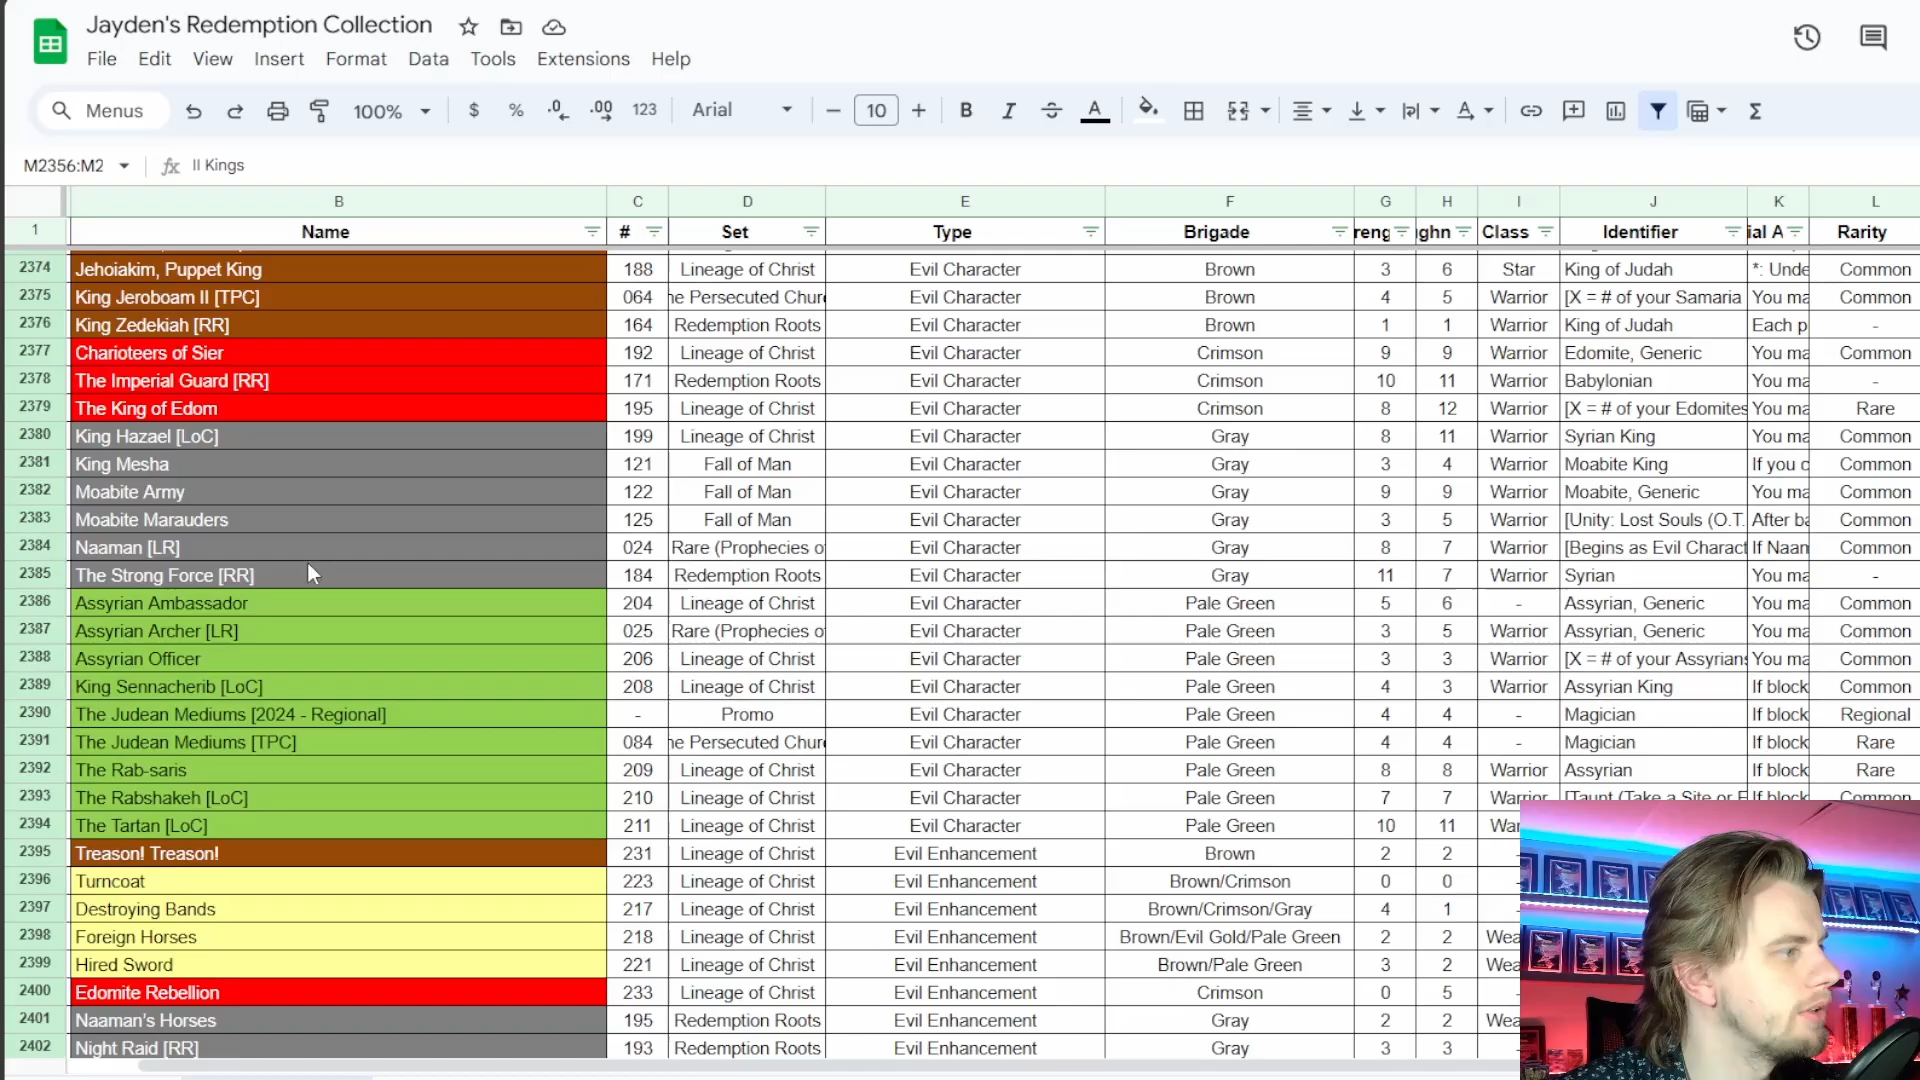 Jayden's Redemption Collection
File Edit View Insert Format Data Tools Extensions Help
Menus 100% $ % .0 .00 123 Arial 10 B I A
M2356:M2 fx II Kings
B C D E F G H I J K L
1 Name # Set Type Brigade reng ughn Class Identifier ial A Rarity
2374 Jehoiakim, Puppet King 188 Lineage of Christ Evil Character Brown 3 6 Star King of Judah *: Unde Common
2375 King Jeroboam II [TPC] 064 he Persecuted Chur Evil Character Brown 4 5 Warrior [X = # of your Samaria You ma Common
2376 King Zedekiah [RR] 164 Redemption Roots Evil Character Brown 1 1 Warrior King of Judah Each p -
2377 Charioteers of Sier 192 Lineage of Christ Evil Character Crimson 9 9 Warrior Edomite, Generic You ma Common
2378 The Imperial Guard [RR] 171 Redemption Roots Evil Character Crimson 10 11 Warrior Babylonian You ma -
2379 The King of Edom 195 Lineage of Christ Evil Character Crimson 8 12 Warrior [X = # of your Edomites You ma Rare
2380 King Hazael [LoC] 199 Lineage of Christ Evil Character Gray 8 11 Warrior Syrian King You ma Common
2381 King Mesha 121 Fall of Man Evil Character Gray 3 4 Warrior Moabite King If you c Common
2382 Moabite Army 122 Fall of Man Evil Character Gray 9 9 Warrior Moabite, Generic You ma Common
2383 Moabite Marauders 125 Fall of Man Evil Character Gray 3 5 Warrior [Unity: Lost Souls (O.T. After ba Common
2384 Naaman [LR] 024 Rare (Prophecies o Evil Character Gray 8 7 Warrior [Begins as Evil Charact If Naam Common
2385 The Strong Force [RR] 184 Redemption Roots Evil Character Gray 11 7 Warrior Syrian You ma -
2386 Assyrian Ambassador 204 Lineage of Christ Evil Character Pale Green 5 6 - Assyrian, Generic You ma Common
2387 Assyrian Archer [LR] 025 Rare (Prophecies o Evil Character Pale Green 3 5 Warrior Assyrian, Generic You ma Common
2388 Assyrian Officer 206 Lineage of Christ Evil Character Pale Green 3 3 Warrior [X = # of your Assyrians You ma Common
2389 King Sennacherib [LoC] 208 Lineage of Christ Evil Character Pale Green 4 3 Warrior Assyrian King If block Common
2390 The Judean Mediums [2024 - Regional] - Promo Evil Character Pale Green 4 4 - Magician If block Regional
2391 The Judean Mediums [TPC] 084 he Persecuted Chur Evil Character Pale Green 4 4 - Magician If block Rare
2392 The Rab-saris 209 Lineage of Christ Evil Character Pale Green 8 8 Warrior Assyrian If block Rare
2393 The Rabshakeh [LoC] 210 Lineage of Christ Evil Character Pale Green 7 7 Warrior [Taunt (Take a Site or F If block Common
2394 The Tartan [LoC] 211 Lineage of Christ Evil Character Pale Green 10 11 War
2395 Treason! Treason! 231 Lineage of Christ Evil Enhancement Brown 2 2
2396 Turncoat 223 Lineage of Christ Evil Enhancement Brown/Crimson 0 0
2397 Destroying Bands 217 Lineage of Christ Evil Enhancement Brown/Crimson/Gray 4 1
2398 Foreign Horses 218 Lineage of Christ Evil Enhancement Brown/Evil Gold/Pale Green 2 2 Wea
2399 Hired Sword 221 Lineage of Christ Evil Enhancement Brown/Pale Green 3 2 Wea
2400 Edomite Rebellion 233 Lineage of Christ Evil Enhancement Crimson 0 5
2401 Naaman's Horses 195 Redemption Roots Evil Enhancement Gray 2 2 Wea
2402 Night Raid [RR] 193 Redemption Roots Evil Enhancement Gray 3 3